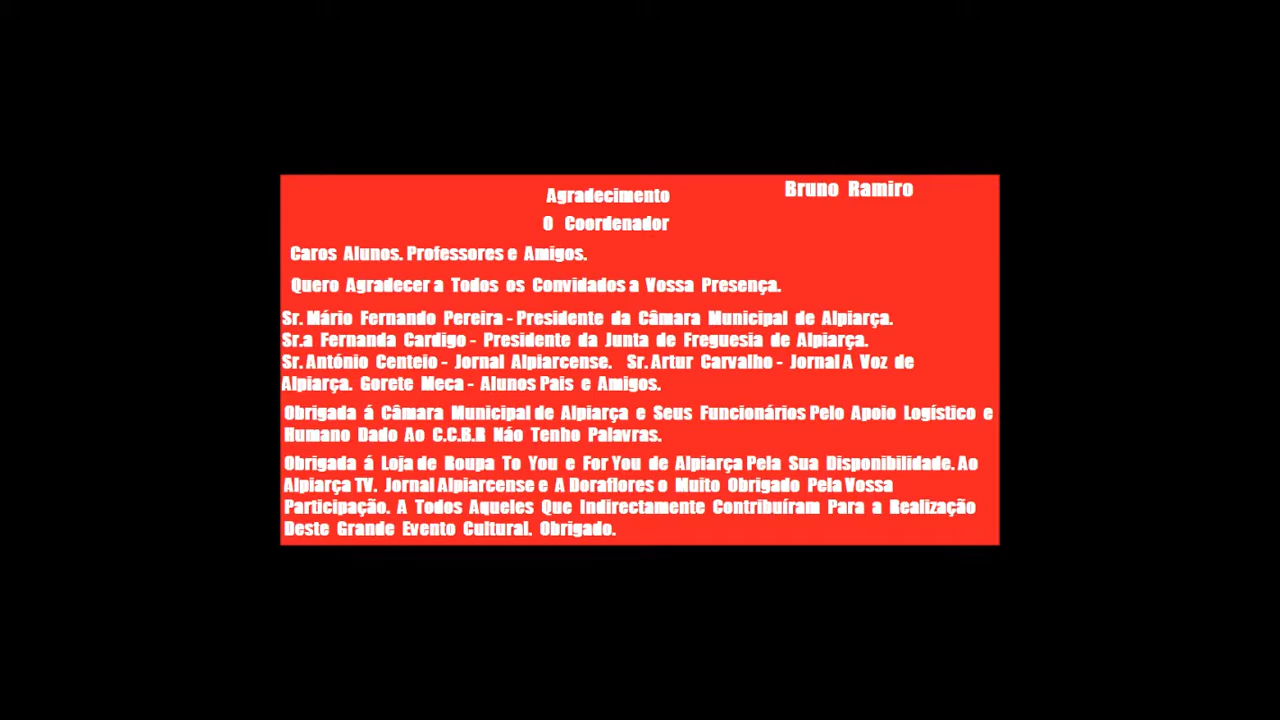 Agradecimento
Bruno Ramiro
O Coordenador
Caros Alunos. Professores e Amigos.
Quero Agradecer a Todos os Convidados a Vossa Presença.
Sr. Mário Fernando Pereira - Presidente da Câmara Municipal de Alpiarça.
Sr.a Fernanda Cardigo - Presidente da Junta de Freguesia de Alpiarça.
Sr. António Centeio - Jornal Alpiarcense. Sr. Artur Carvalho - Jornal A Voz de
Alpiarça. Gorete Meca - Alunos Pais e Amigos.
Obrigada á Câmara Municipal de Alpiarça e Seus Funcionários Pelo Apoio Logístico e
Humano Dado Ao C.C.B.R Náo Tenho Palavras.
Obrigada á Loja de Roupa To You e For You de Alpiarça Pela Sua Disponibilidade. Ao
Alpiarça TV. Jornal Alpiarcense e A Doraflores o Muito Obrigado Pela Vossa
Participação. A Todos Aqueles Que Indirectamente Contribuíram Para a Realização
Deste Grande Evento Cultural. Obrigado.